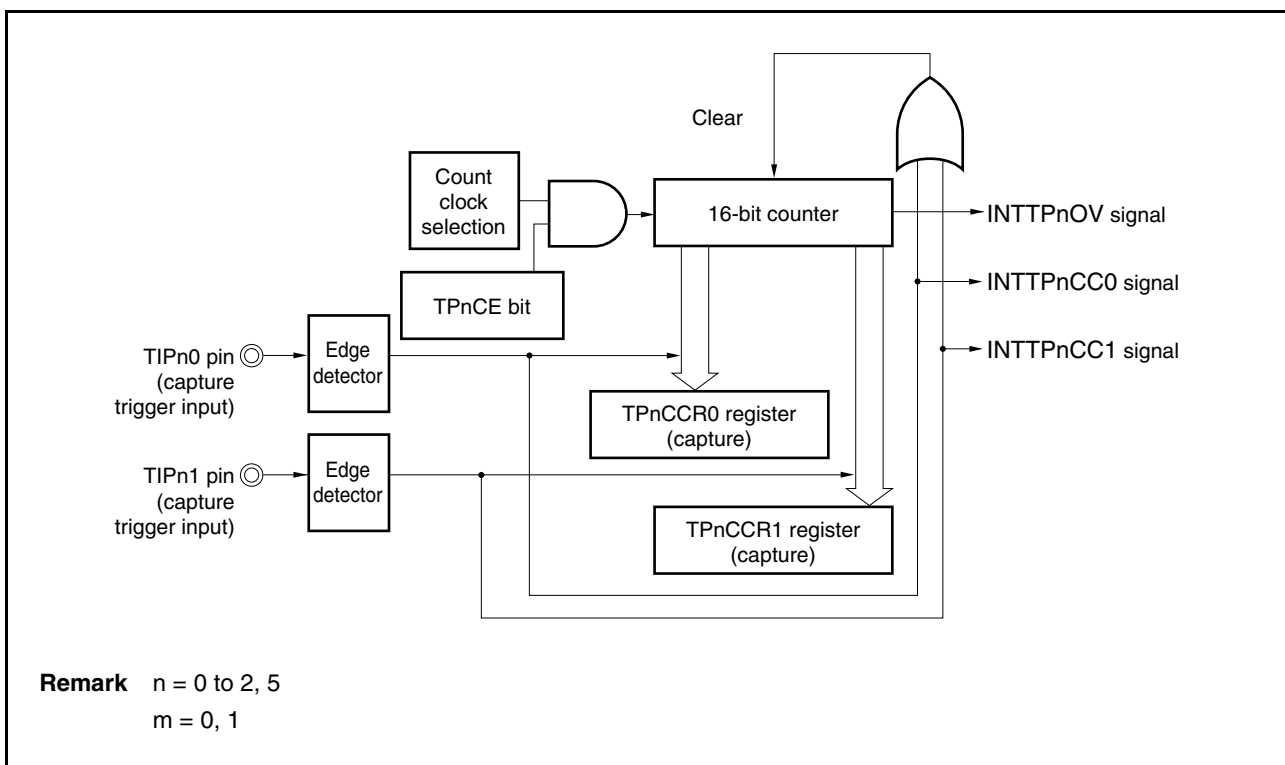 Clear
Count
clock
selection
16-bit counter
INTTPnOV signal
TPnCE bit
INTTPnCC0 signal
TIPn0 pin
(capture
trigger input)
Edge
detector
INTTPnCC1 signal
TPnCCR0 register
(capture)
TIPn1 pin
(capture
trigger input)
Edge
detector
TPnCCR1 register
(capture)
Remark n = 0 to 2, 5
m = 0, 1